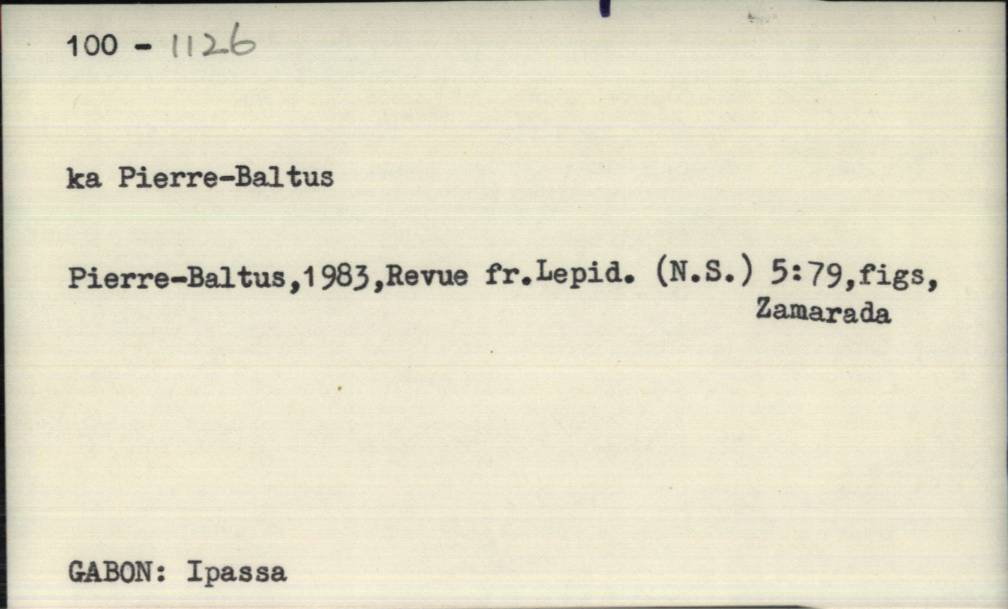 100 - 1126
ka Pierre-Baltus
Pierre-Baltus,1983,Revue fr.Lepid. (N.S.) 5:79,figs,
Zamarada
GABON: Ipassa